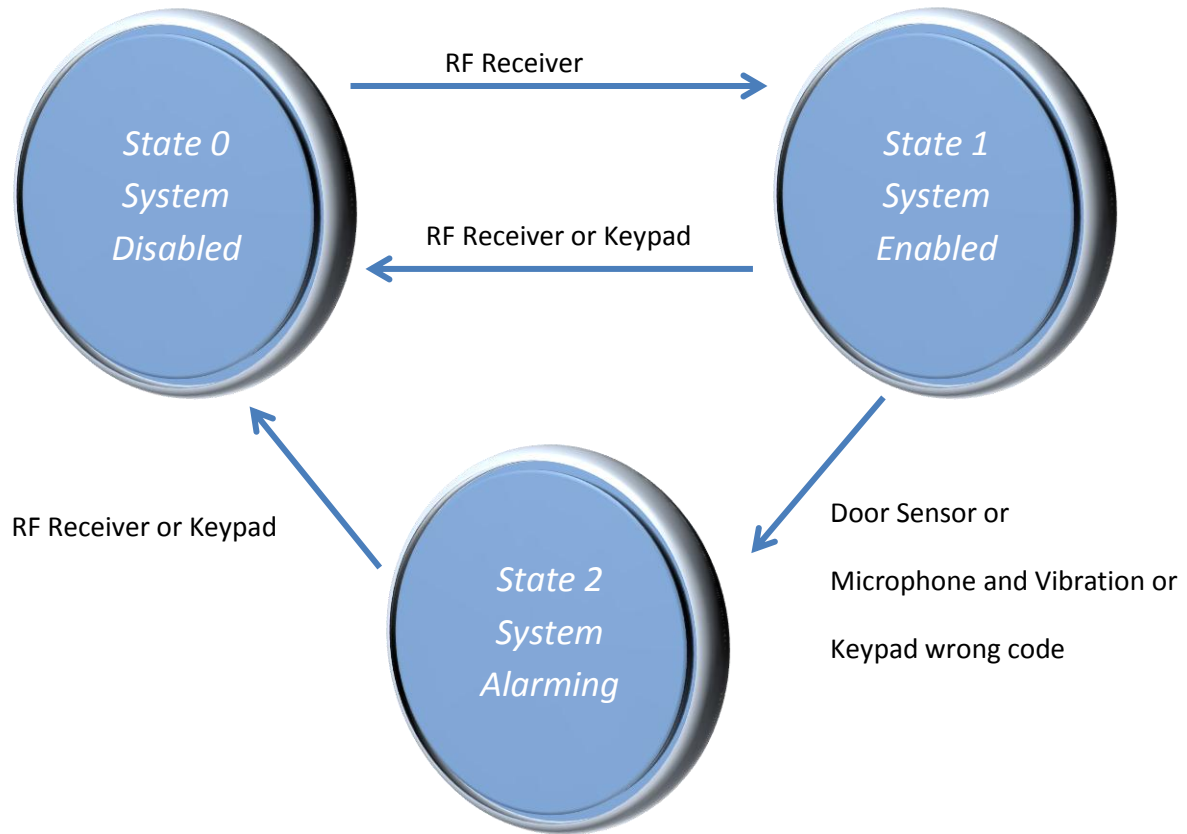 RF Receiver
State 0
System
Disabled
State 1
System
Enabled
RF Receiver or Keypad
RF Receiver or Keypad
State 2
System
Alarming
Door Sensor or
Microphone and Vibration or
Keypad wrong code